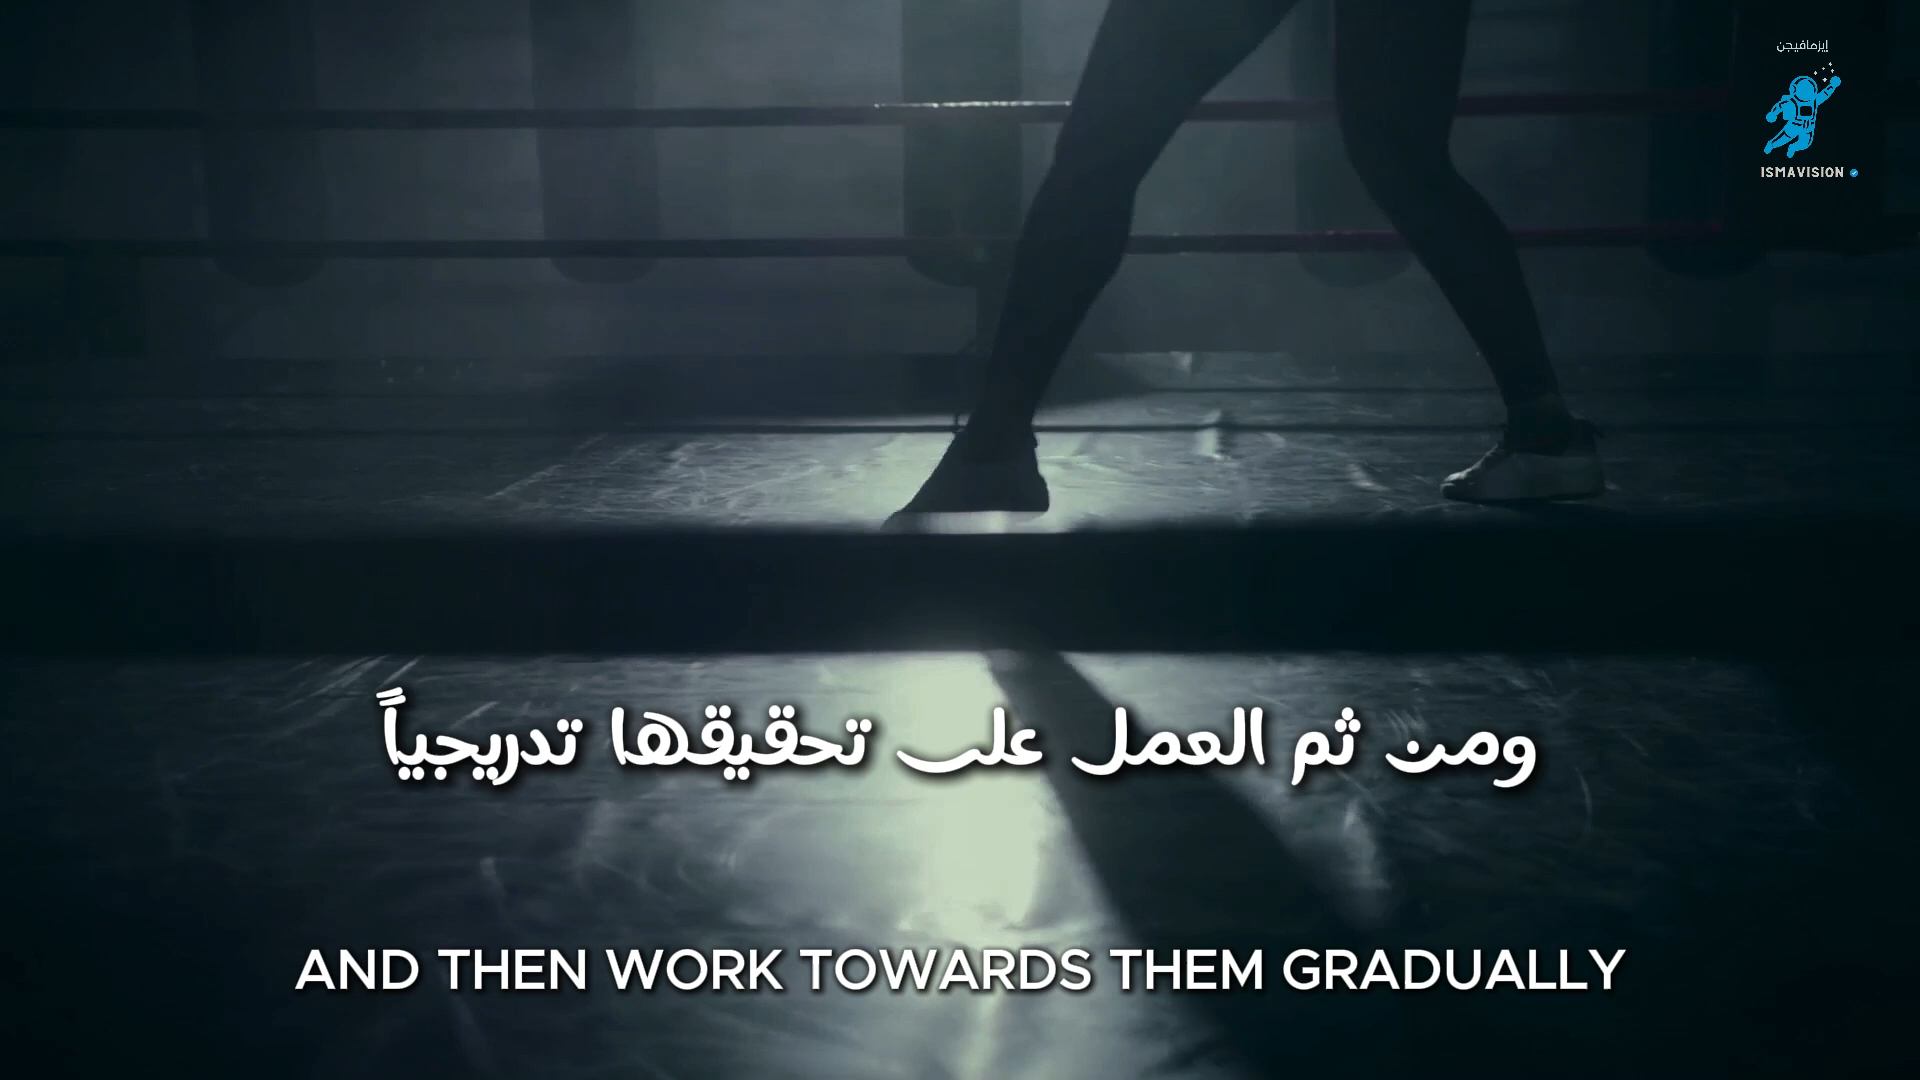 إيزمافيجن
ISMAVISION
ومن ثم العمل على تحقيقها تدريجياً
AND THEN WORK TOWARDS THEM GRADUALLY